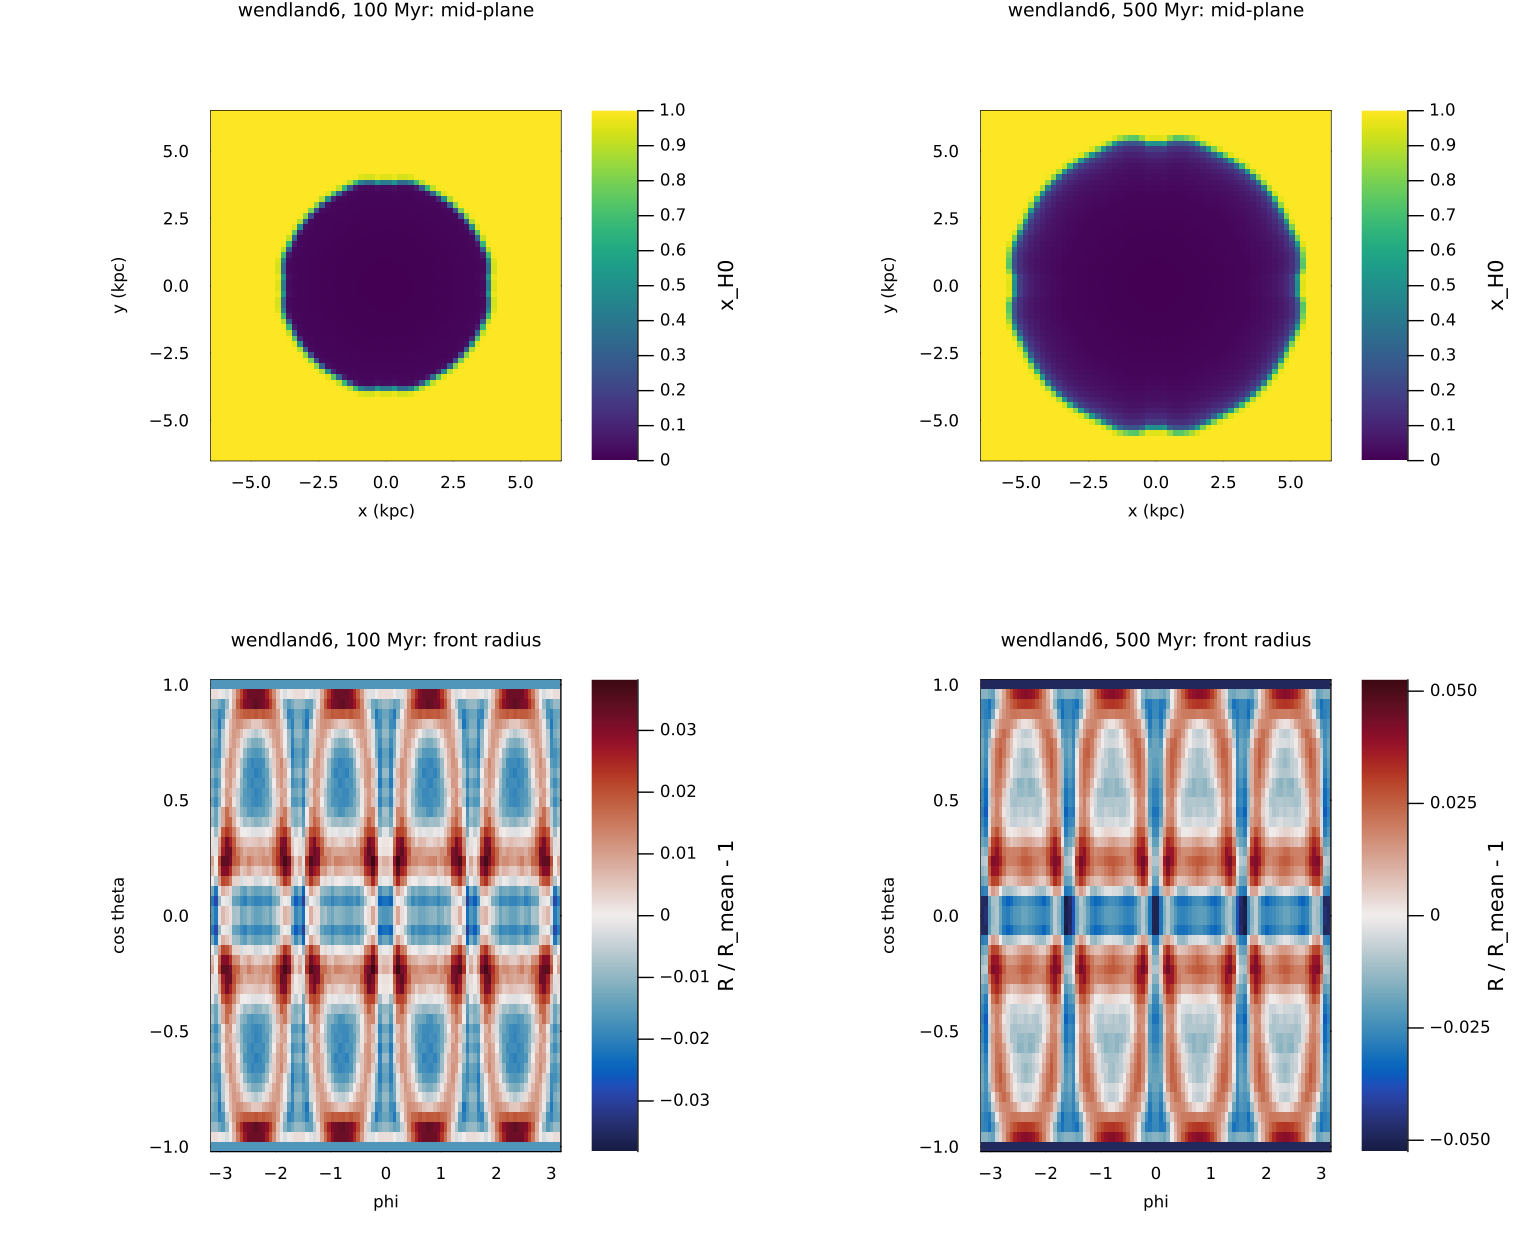 wendland6, 100 Myr: mid-plane
y (kpc)
5.0
2.5
0.0
−2.5
−5.0
−5.0 −2.5 0.0 2.5 5.0
x (kpc)
1.0
0.9
0.8
0.7
0.6
0.5
0.4
0.3
0.2
0.1
0
x_H0
wendland6, 500 Myr: mid-plane
y (kpc)
5.0
2.5
0.0
−2.5
−5.0
−5.0 −2.5 0.0 2.5 5.0
x (kpc)
1.0
0.9
0.8
0.7
0.6
0.5
0.4
0.3
0.2
0.1
0
x_H0
wendland6, 100 Myr: front radius
cos theta
1.0
0.5
0.0
−0.5
−1.0
−3 −2 −1 0 1 2 3
phi
0.03
0.02
0.01
0
−0.01
−0.02
−0.03
R / R_mean - 1
wendland6, 500 Myr: front radius
cos theta
1.0
0.5
0.0
−0.5
−1.0
−3 −2 −1 0 1 2 3
phi
0.050
0.025
0
−0.025
−0.050
R / R_mean - 1